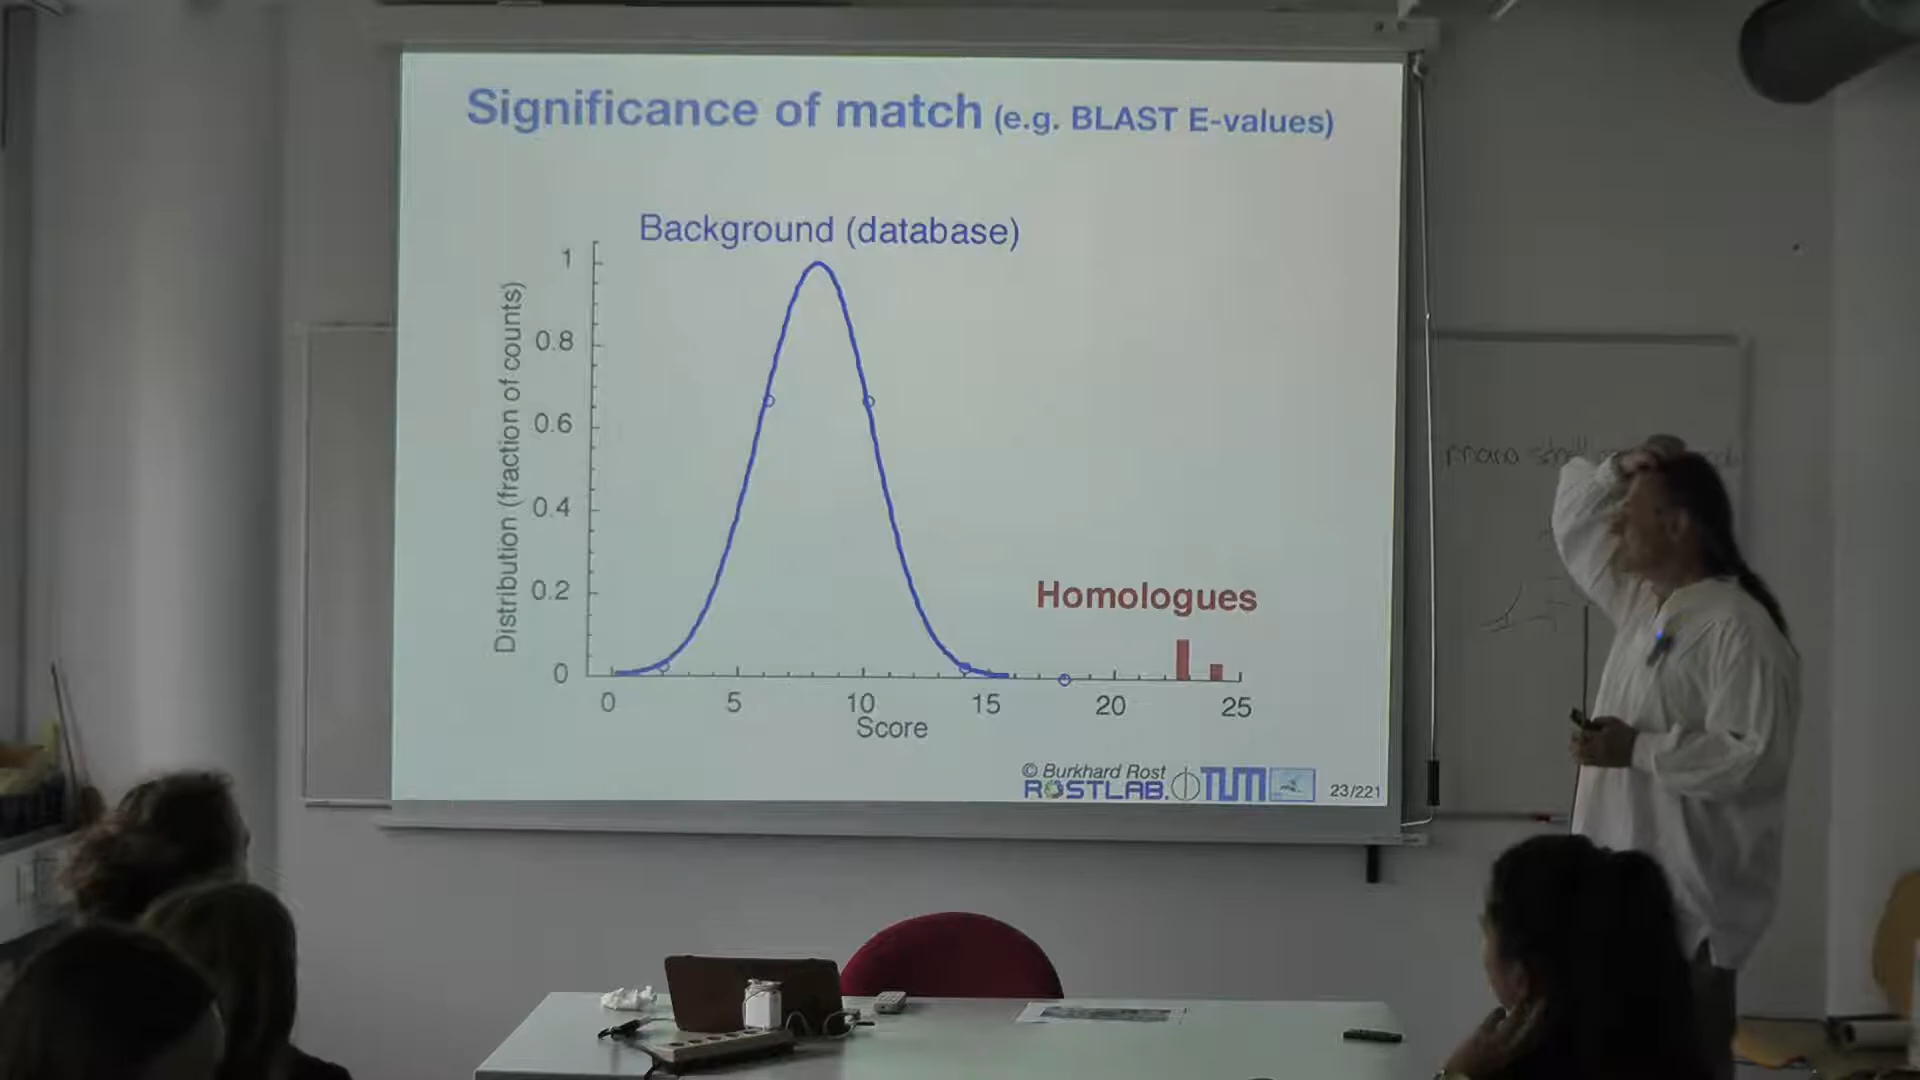 Significance of match (e.g. BLAST E-values)
Background (database)
Distribution (fraction of counts)
1
0.8
0.6
0.4
0.2
0
Homologues
0 5 10 15 20 25
Score
© Burkhard Rost
ROSTLAB. TUM
23/221